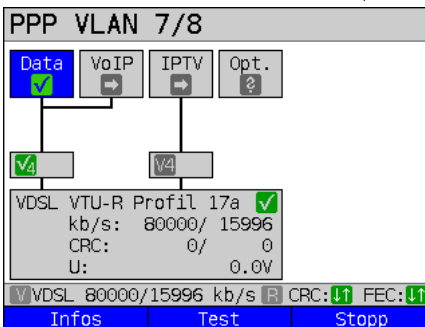 PPP VLAN 7/8
Data VoIP IPTV Opt.
V4 V4
VDSL VTU-R Profil 17a
kb/s: 80000/ 15996
CRC: 0/ 0
U: 0.0V
V VDSL 80000/15996 kb/s R CRC: FEC:
Infos Test Stopp